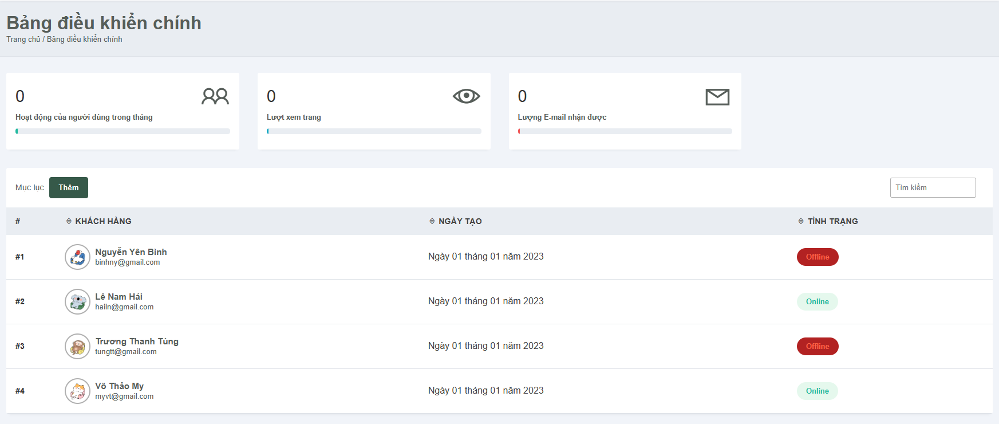 Bảng điều khiển chính
Trang chủ / Bảng điều khiển chính
0
Hoạt động của người dùng trong tháng
0
Lượt xem trang
0
Lượng E-mail nhận được
Mục lục Thêm Tìm kiếm
# KHÁCH HÀNG NGÀY TẠO TÌNH TRẠNG
#1 Nguyễn Yên Bình Ngày 01 tháng 01 năm 2023 Offline
binhny@gmail.com
#2 Lê Nam Hải Ngày 01 tháng 01 năm 2023 Online
hailn@gmail.com
#3 Trương Thanh Tùng Ngày 01 tháng 01 năm 2023 Offline
tungtt@gmail.com
#4 Võ Thảo My Ngày 01 tháng 01 năm 2023 Online
myvt@gmail.com